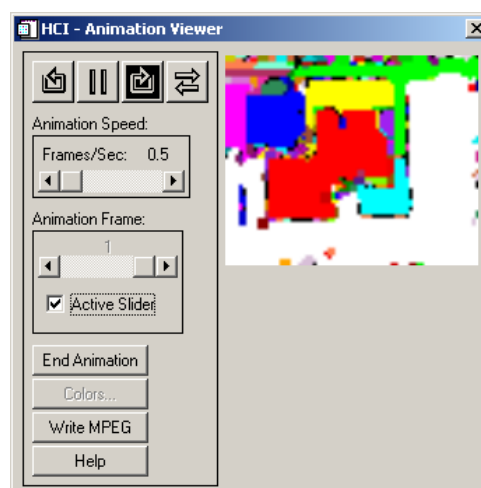 HCI - Animation Viewer
Animation Speed:
Frames/Sec: 0.5
Animation Frame:
1
Active Slider
End Animation
Colors...
Write MPEG
Help